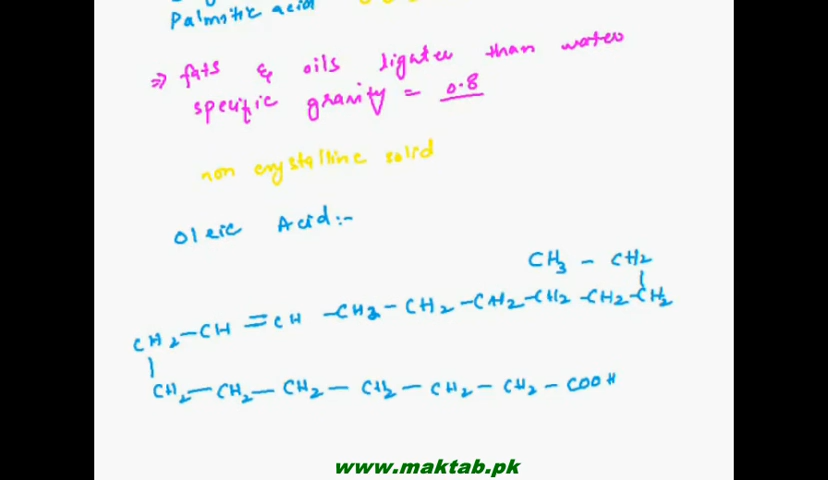 Palmitic acid
⇒ fats & oils ligater than water
specific gravity = 0.8
non crystalline solid
Oleic Acid:-
CH3 - CH2
|
CH2-CH=CH-CH2-CH2-CH2-CH2-CH2-CH2
|
CH2-CH2-CH2-CH2-CH2-CH2-COOH
www.maktab.pk